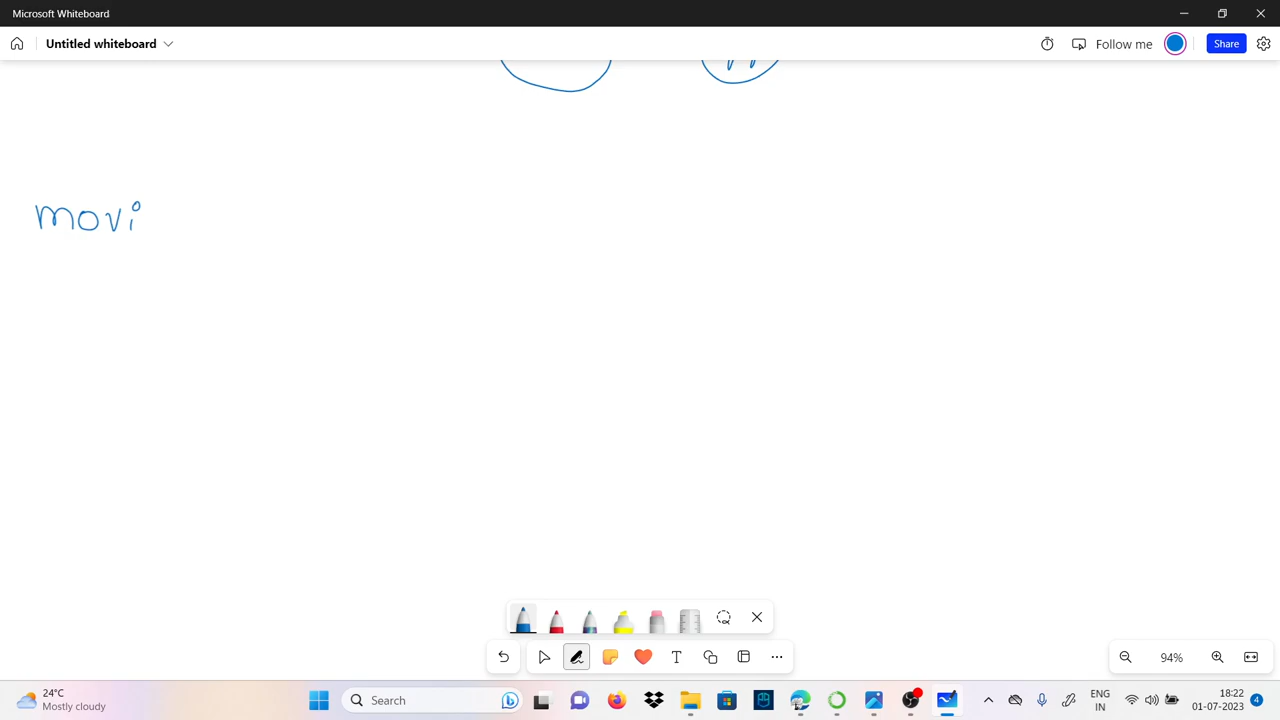 Microsoft Whiteboard
Untitled whiteboard
Follow me
Share
movi
94%
24°C
Mostly cloudy
Search
ENG
IN
18:22
01-07-2023
4